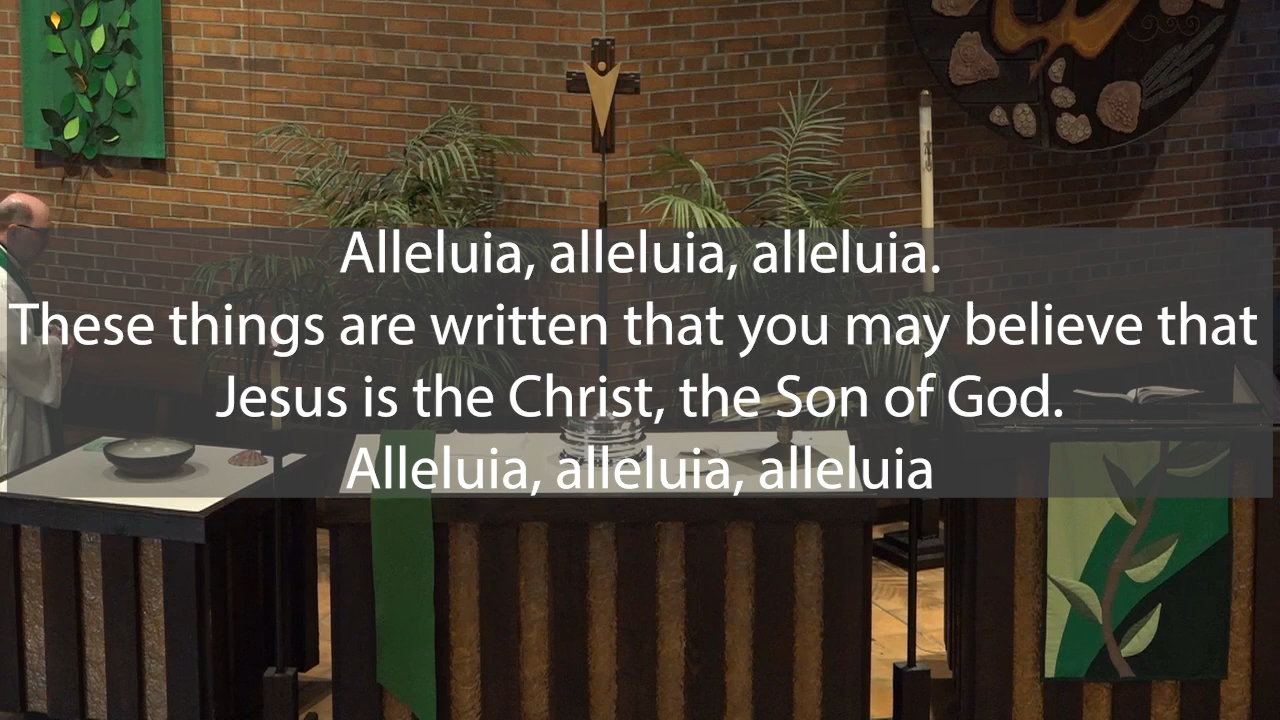 Alleluia, alleluia, alleluia.
These things are written that you may believe that
Jesus is the Christ, the Son of God.
Alleluia, alleluia, alleluia